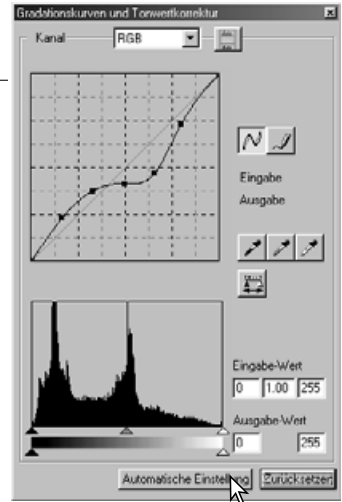 Gradationskurven und Tonwertkorrektur
Kanal RGB
Eingabe
Ausgabe
Eingabe-Wert
0 1.00 255
Ausgabe-Wert
0 255
Automatische Einstellung Zurücksetzen